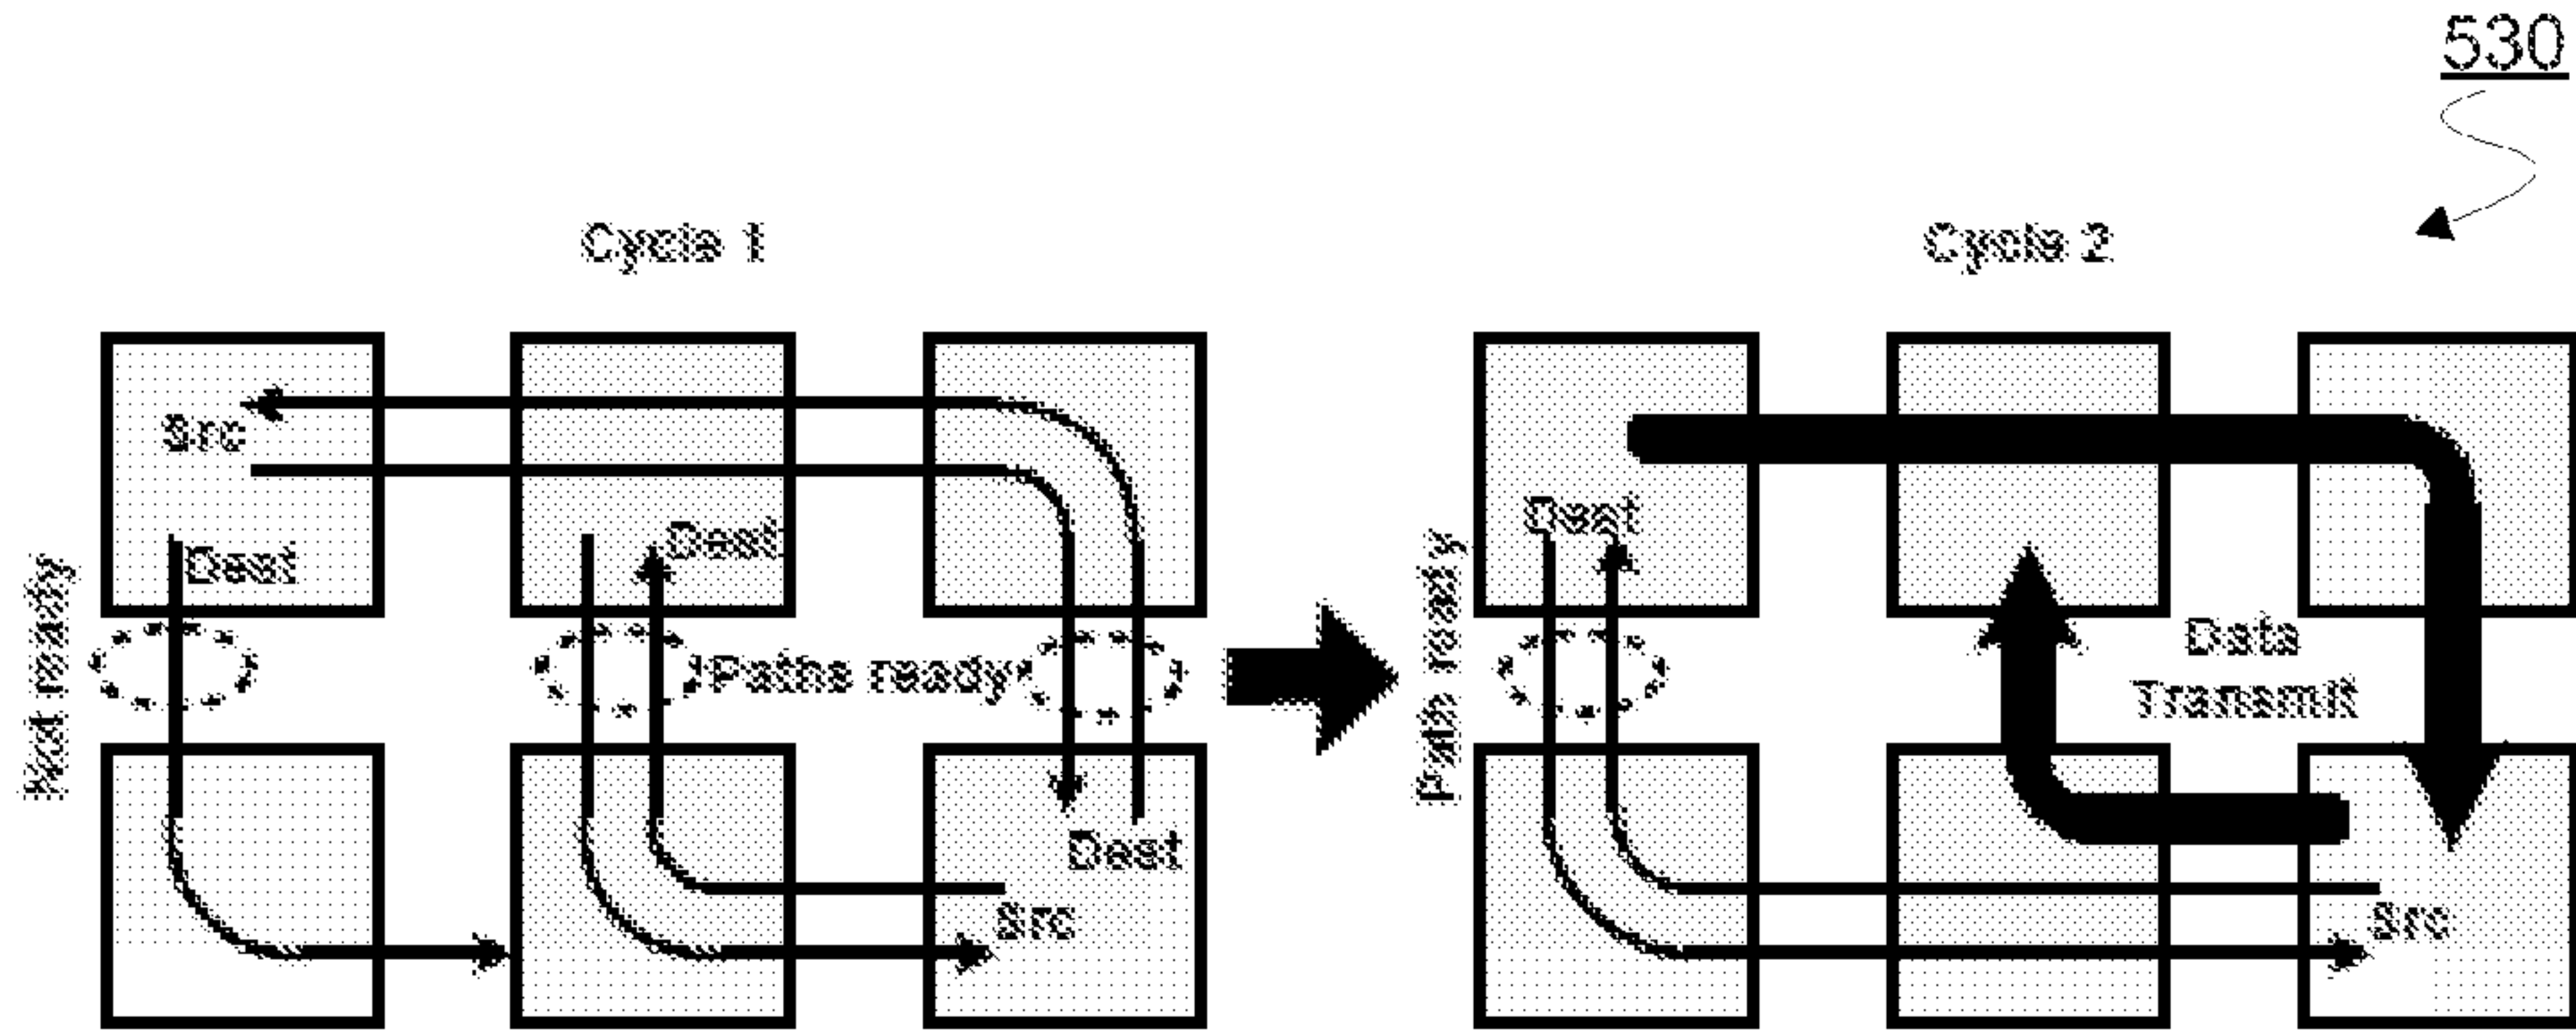 530
Cycle 1
Cycle 2
Src
Dest
Dest
Not ready
Paths ready
Dest
Src
Dest
Path ready
Data
Transmit
Src